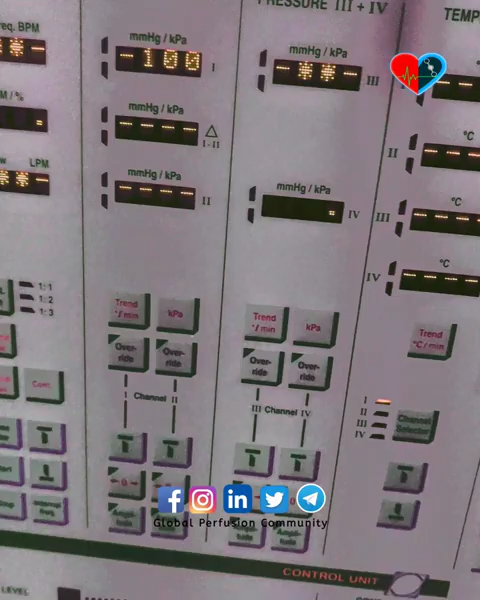 PRESSURE III + IV
TEMP
req. BPM
mmHg / kPa
mmHg / kPa
-100
I
III
M / %
mmHg / kPa
°C
I-II
II
LPM
mmHg / kPa
mmHg / kPa
°C
II
IV
III
°C
IV
1:1
1:2
1:3
Trend
°/ min
kPa
Trend
°/ min
kPa
Trend
°C / min
Over-
ride
Over-
ride
Over-
ride
Over-
ride
Cont.
I Channel II
III Channel IV
I
II
III
IV
Channel
Global Perfusion Community
CONTROL UNIT
LEVEL